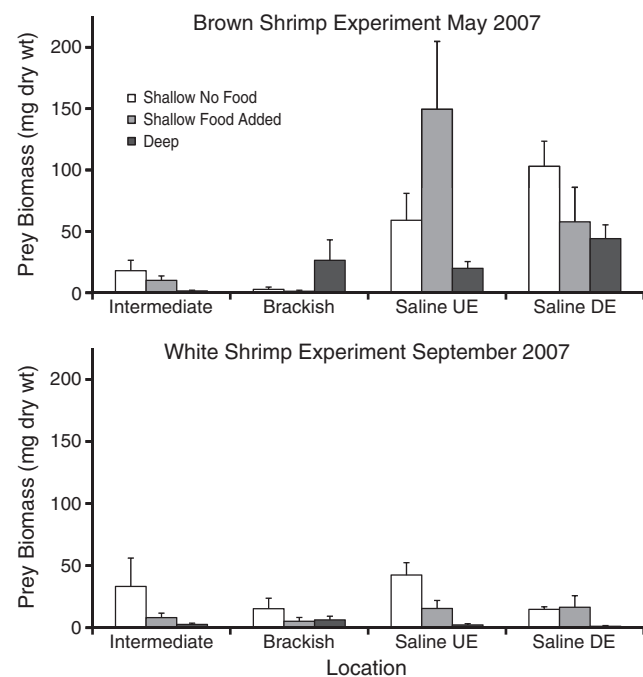 Brown Shrimp Experiment May 2007
Prey Biomass (mg dry wt)
200
150
100
50
0
Shallow No Food
Shallow Food Added
Deep
Intermediate Brackish Saline UE Saline DE
White Shrimp Experiment September 2007
Prey Biomass (mg dry wt)
200
150
100
50
0
Intermediate Brackish Saline UE Saline DE
Location